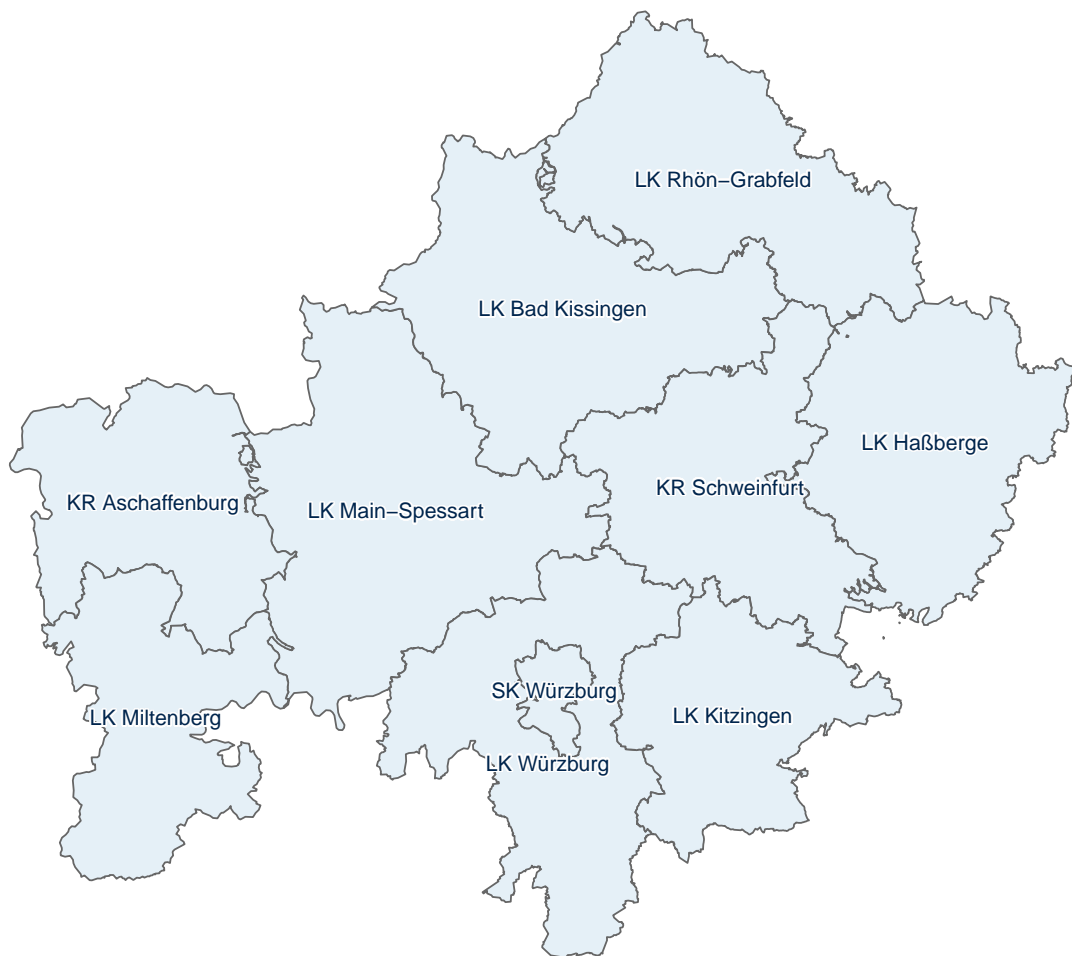 LK Rhön−Grabfeld
LK Bad Kissingen
LK Haßberge
KR Schweinfurt
KR Aschaffenburg
LK Main−Spessart
SK Würzburg
LK Kitzingen
LK Miltenberg
LK Würzburg